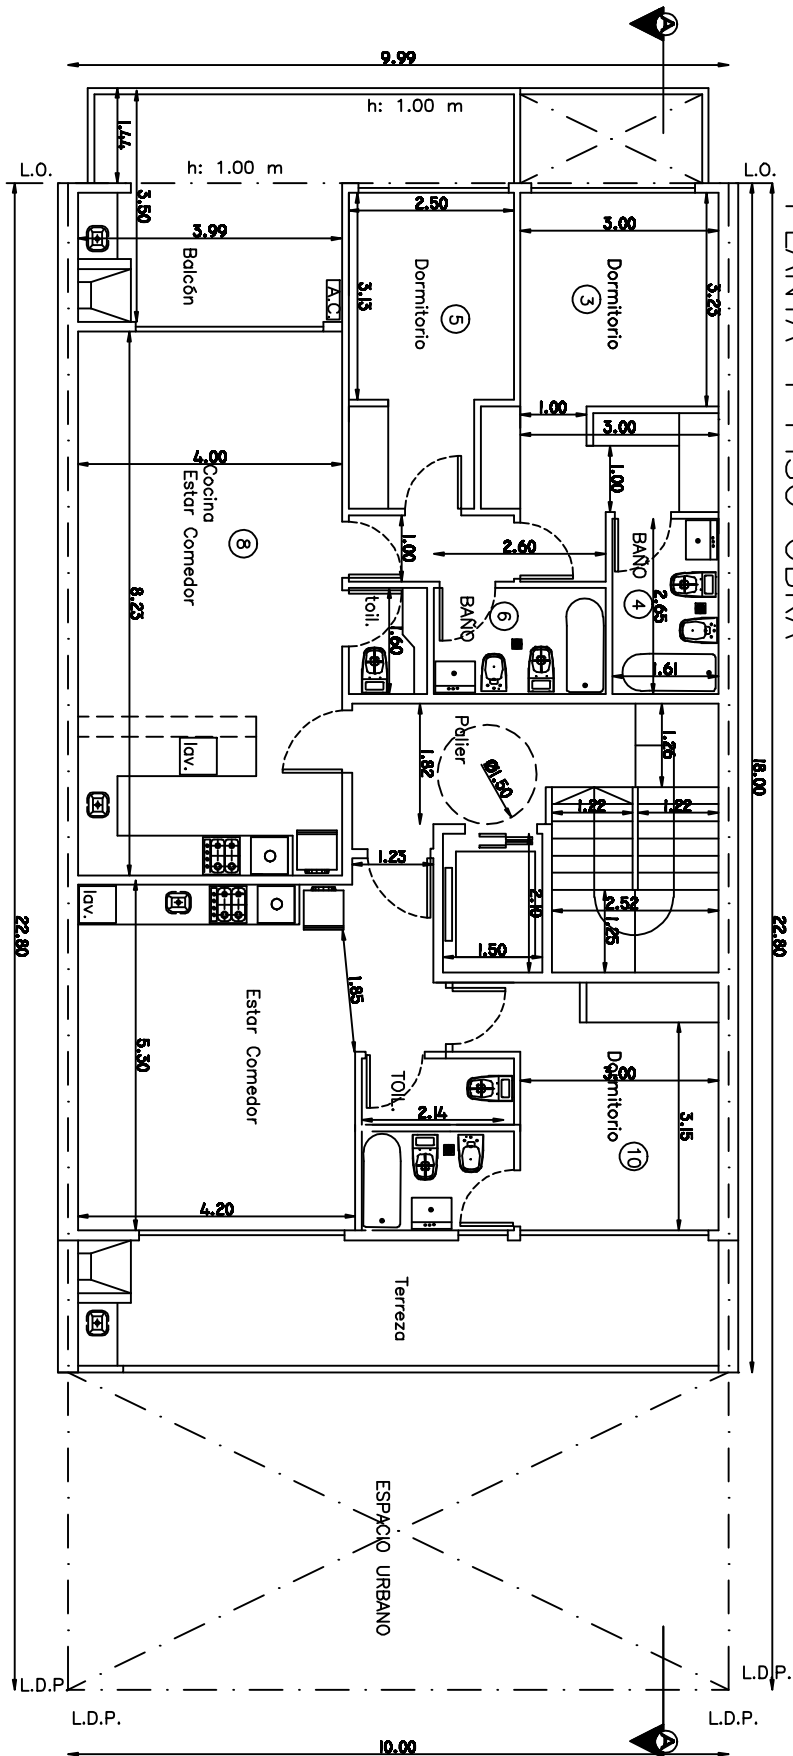 A
9.99
h: 1.00 m
h: 1.00 m
1.44
3.50
L.O.
L.O.
3.99
2.50
3.00
Balcón
A.C.
3.13
Dormitorio
5
Dormitorio
3
3.23
1.00
3.00
4.00
Cocina
Estar Comedor
8
1.00
1.00
2.60
BAÑO
4
2.65
8.23
toil.
1.60
BAÑO
6
1.61
Palier
1.82
Ø1.50
1.26
lav.
18.00
1.22
1.22
1.23
lav.
2.10
2.52
1.25
1.50
22.80
22.80
1.85
Estar Comedor
5.30
TOIL.
2.14
Dormitorio
3.00
10
3.15
4.20
Terreza
ESPACIO URBANO
L.D.P.
L.D.P.
L.D.P.
L.D.P.
A
10.00